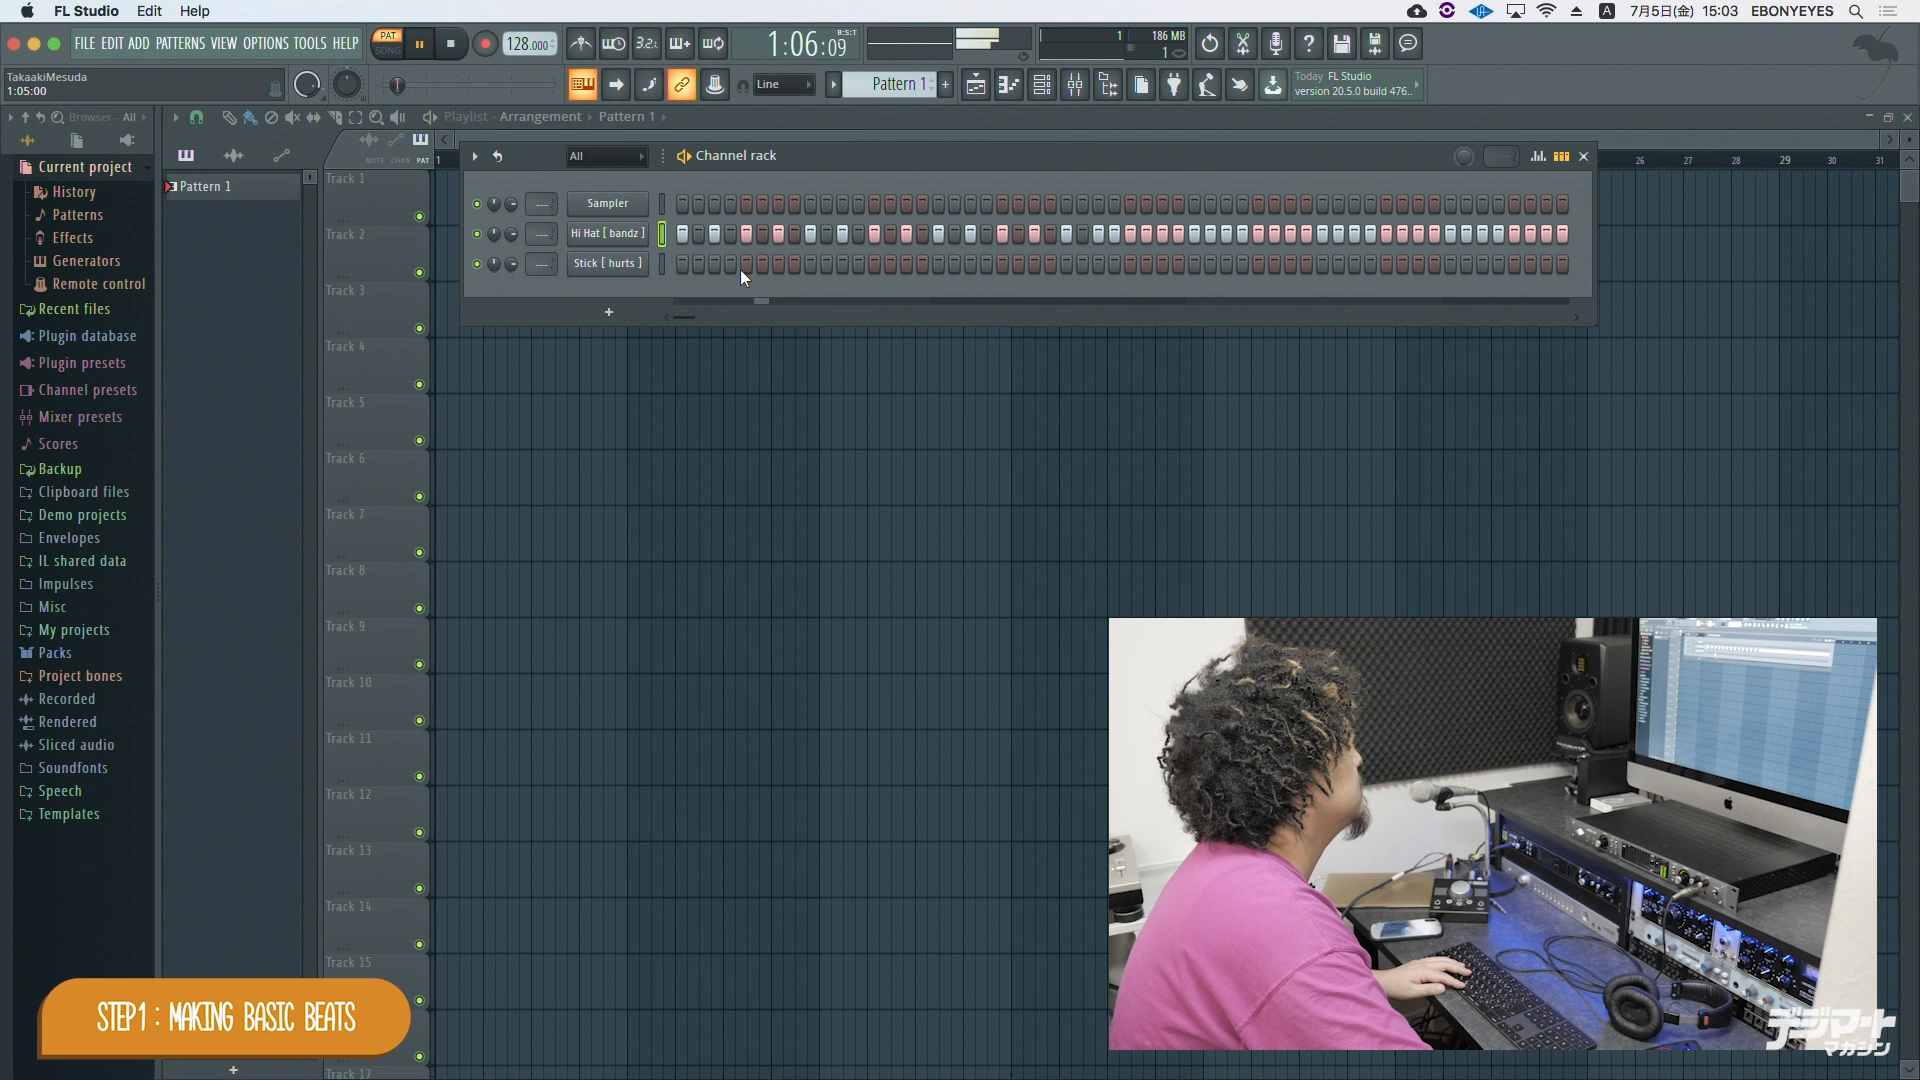 FL Studio Edit Help
7月5日(金) 15:03 EBONYEYES
FILE EDIT ADD PATTERNS VIEW OPTIONS TOOLS HELP
PAT
SONG
128.000
3.2.
1:06:09
B:S:T
1
186 MB
1
TakaakiMesuda
1:05:00
Line
Pattern 1
Today FL Studio
version 20.5.0 build 476..
Browser - All
Playlist - Arrangement › Pattern 1
NOTE CHAN PAT
1
26 27 28 29 30 31
All
Channel rack
Sampler
Hi Hat [ bandz ]
Stick [ hurts ]
Pattern 1
Current project
History
Patterns
Effects
Generators
Remote control
Recent files
Plugin database
Plugin presets
Channel presets
Mixer presets
Scores
Backup
Clipboard files
Demo projects
Envelopes
IL shared data
Impulses
Misc
My projects
Packs
Project bones
Recorded
Rendered
Sliced audio
Soundfonts
Speech
Templates
Track 1
Track 2
Track 3
Track 4
Track 5
Track 6
Track 7
Track 8
Track 9
Track 10
Track 11
Track 12
Track 13
Track 14
Track 15
Track 17
STEP1 : MAKING BASIC BEATS
デジマート
マガジン